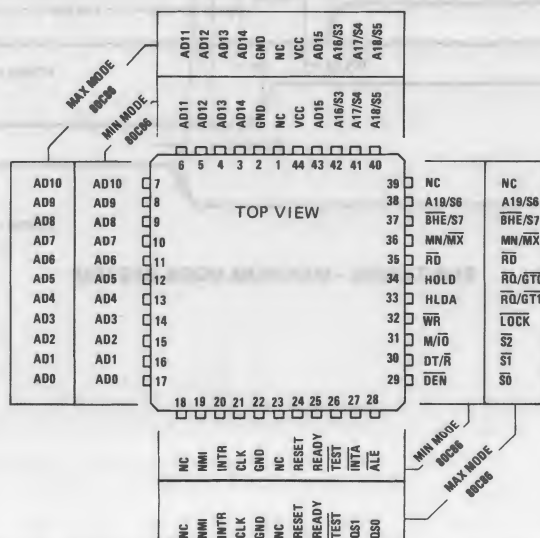 AD11 AD12 AD13 AD14 GND NC VCC AD15 A16/S3 A17/S4 A18/S5
MAX MODE
80C86
AD11 AD12 AD13 AD14 GND NC VCC AD15 A16/S3 A17/S4 A18/S5
MIN MODE
80C86
6 5 4 3 2 1 44 43 42 41 40
TOP VIEW
AD10 AD10 7 39 NC NC
AD9 AD9 8 38 A19/S6 A19/S6
AD8 AD8 9 37 BHE/S7 BHE/S7
AD7 AD7 10 36 MN/MX MN/MX
AD6 AD6 11 35 RD RD
AD5 AD5 12 34 HOLD RQ/GT0
AD4 AD4 13 33 HLDA RQ/GT1
AD3 AD3 14 32 WR LOCK
AD2 AD2 15 31 M/IO S2
AD1 AD1 16 30 DT/R S1
AD0 AD0 17 29 DEN S0
18 19 20 21 22 23 24 25 26 27 28
NC NMI INTR CLK GND NC RESET READY TEST INTA ALE
MIN MODE
80C86
NC NMI INTR CLK GND NC RESET READY TEST QS1 QS0
MAX MODE
80C86